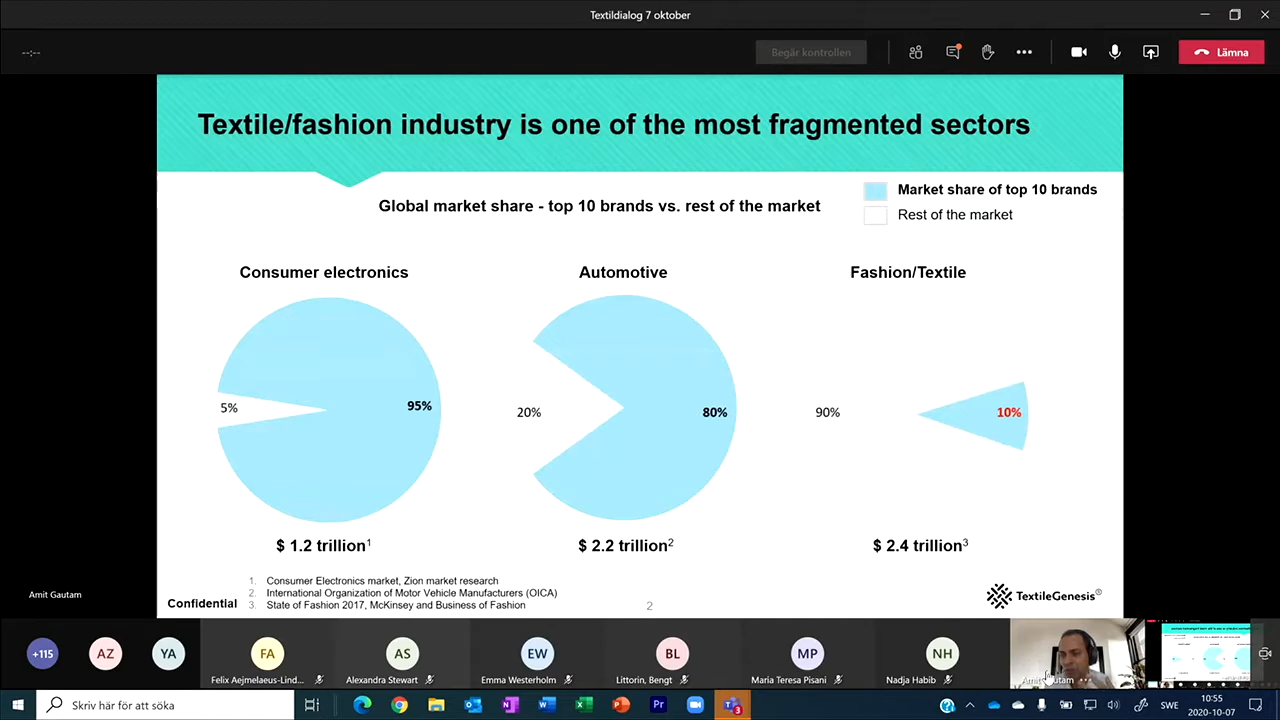 Textildialog 7 oktober
--:--
Begär kontrollen
Lämna
Textile/fashion industry is one of the most fragmented sectors
Global market share - top 10 brands vs. rest of the market
Market share of top 10 brands
Rest of the market
Consumer electronics
Automotive
Fashion/Textile
5%
95%
20%
80%
90%
10%
$ 1.2 trillion1
$ 2.2 trillion2
$ 2.4 trillion3
1. Consumer Electronics market, Zion market research
2. International Organization of Motor Vehicle Manufacturers (OICA)
3. State of Fashion 2017, McKinsey and Business of Fashion
Confidential
2
TextileGenesis®
Amit Gautam
+115
AZ
YA
FA
Felix Aejmelaeus-Lind...
AS
Alexandra Stewart
EW
Emma Westerholm
BL
Littorin, Bengt
MP
Maria Teresa Pisani
NH
Nadja Habib
Amit Gautam
Skriv här för att söka
SWE
10:55
2020-10-07